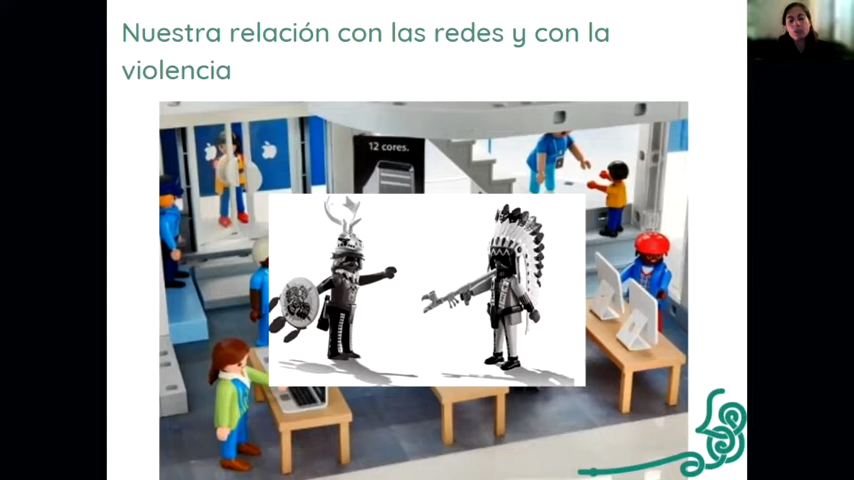 Nuestra relación con las redes y con la
violencia
12 cores.